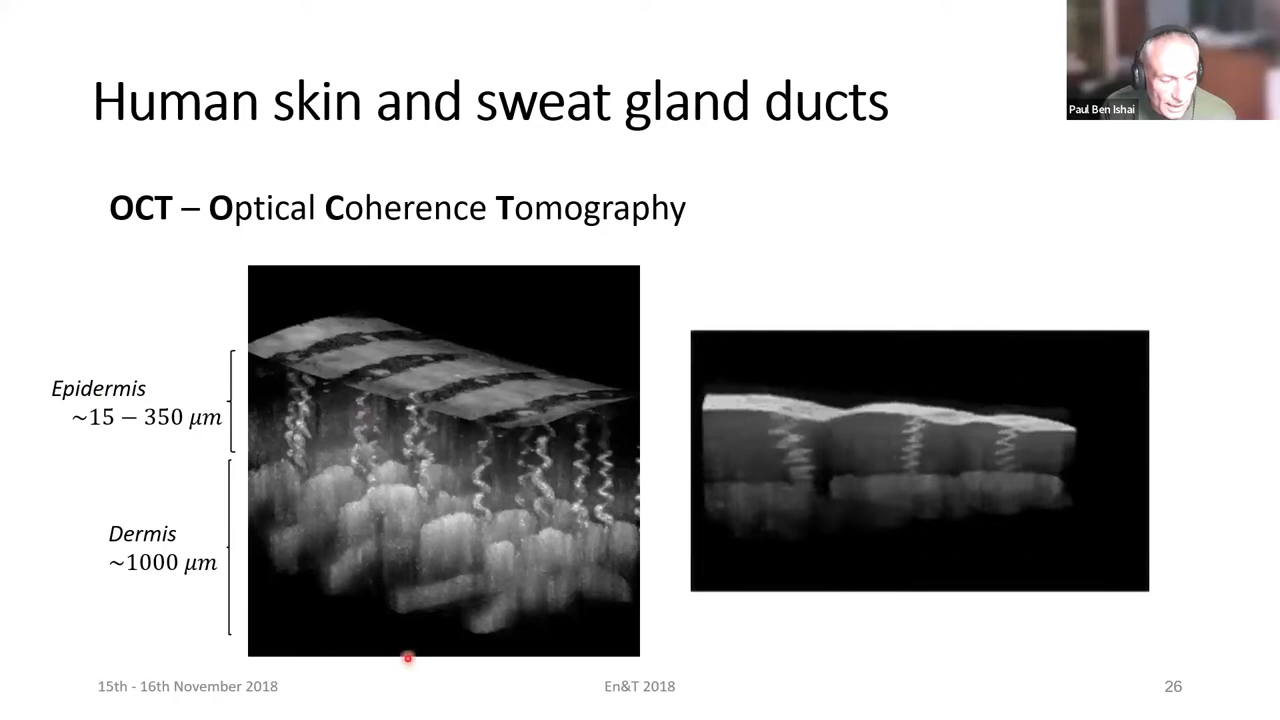 Human skin and sweat gland ducts
Paul Ben Ishai
OCT – Optical Coherence Tomography
Epidermis
~15 − 350 μm
Dermis
~1000 μm
15th - 16th November 2018
En&T 2018
26